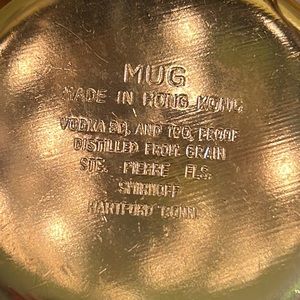 MUG
MADE IN HONG KONG
VODKA 80 AND 100 PROOF
DISTILLED FROM GRAIN
STE. PIERRE FLS.
SMIRNOFF
HARTFORD CONN.